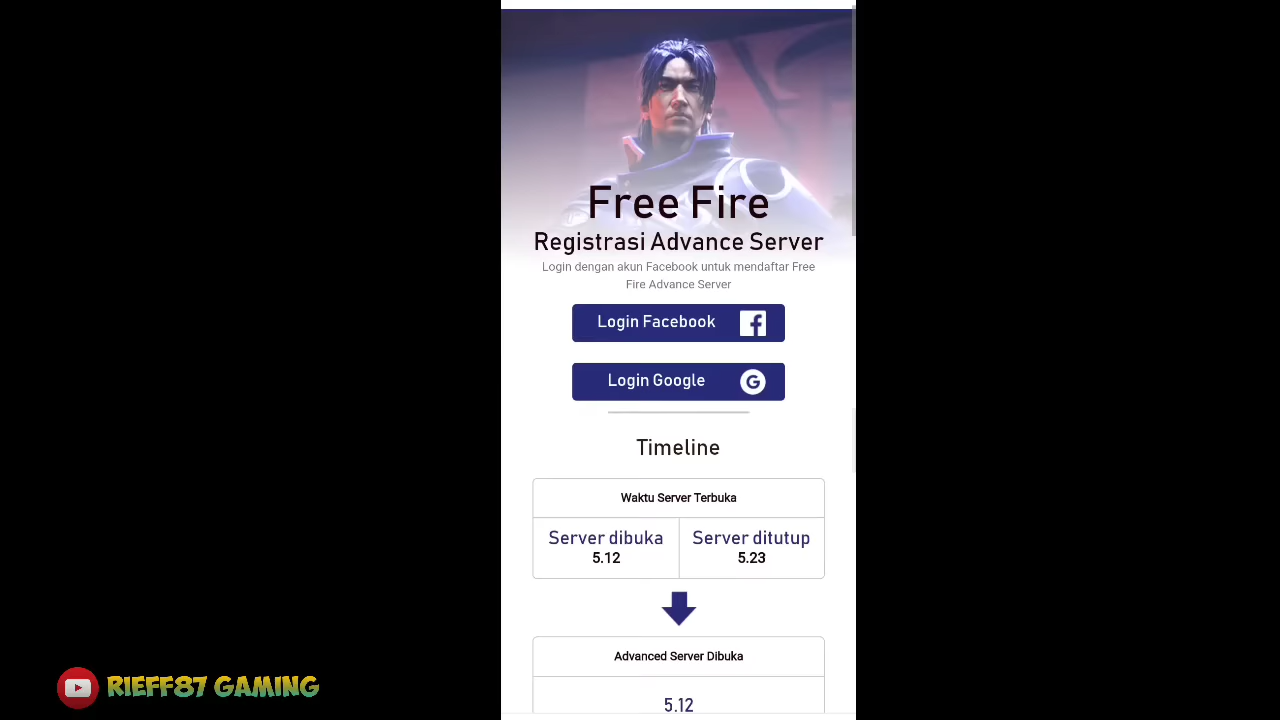 Free Fire
Registrasi Advance Server
Login dengan akun Facebook untuk mendaftar Free
Fire Advance Server
Login Facebook
Login Google
Timeline
Waktu Server Terbuka
Server dibuka
5.12
Server ditutup
5.23
Advanced Server Dibuka
5.12
RIEFF87 GAMING